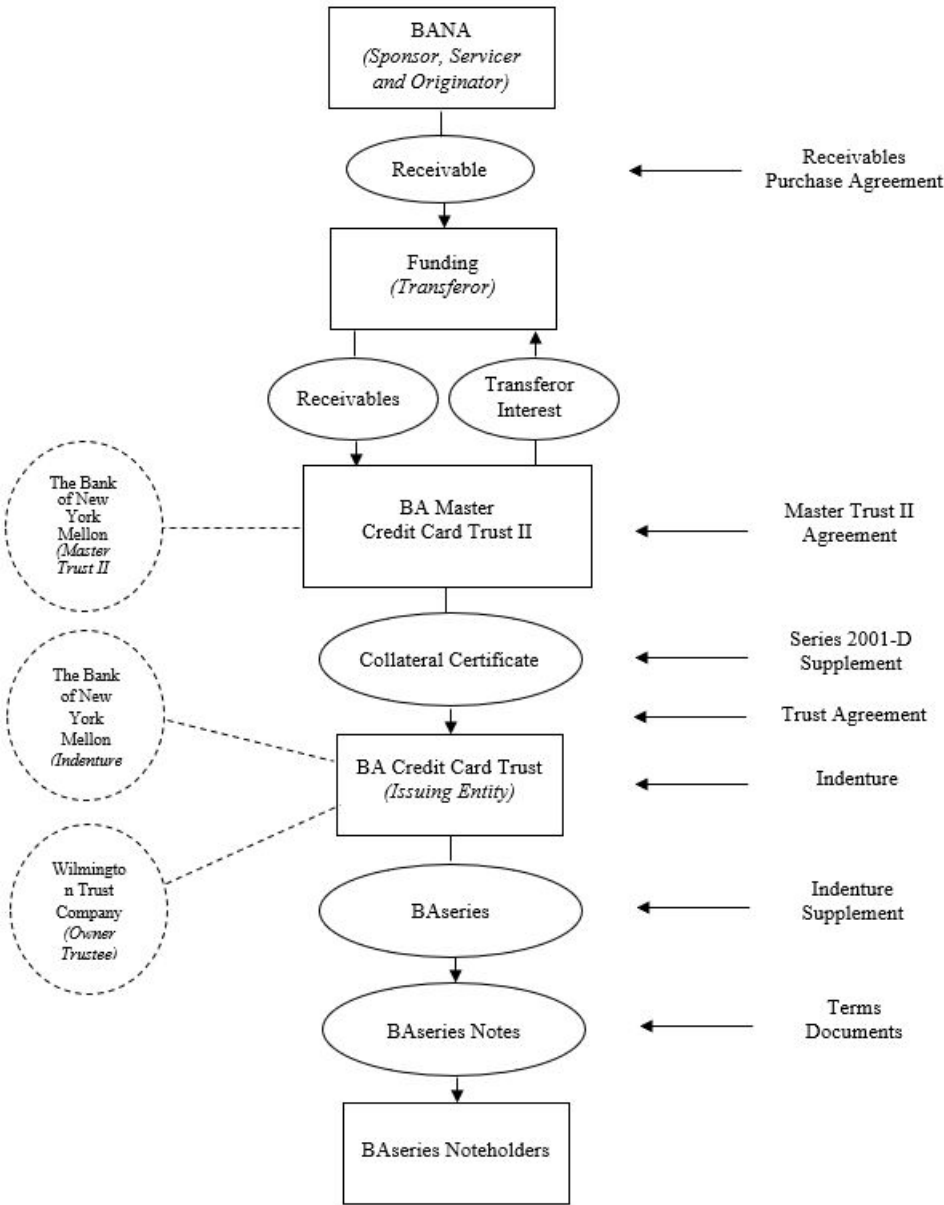 BANA
(Sponsor, Servicer
and Originator)
Receivable
Receivables
Purchase Agreement
Funding
(Transferor)
Receivables
Transferor
Interest
The Bank
of New
York
Mellon
(Master
Trust II
BA Master
Credit Card Trust II
Master Trust II
Agreement
Collateral Certificate
Series 2001-D
Supplement
The Bank
of New
York
Mellon
(Indenture
Trust Agreement
BA Credit Card Trust
(Issuing Entity)
Indenture
Wilmingto
n Trust
Company
(Owner
Trustee)
BAseries
Indenture
Supplement
BAseries Notes
Terms
Documents
BAseries Noteholders